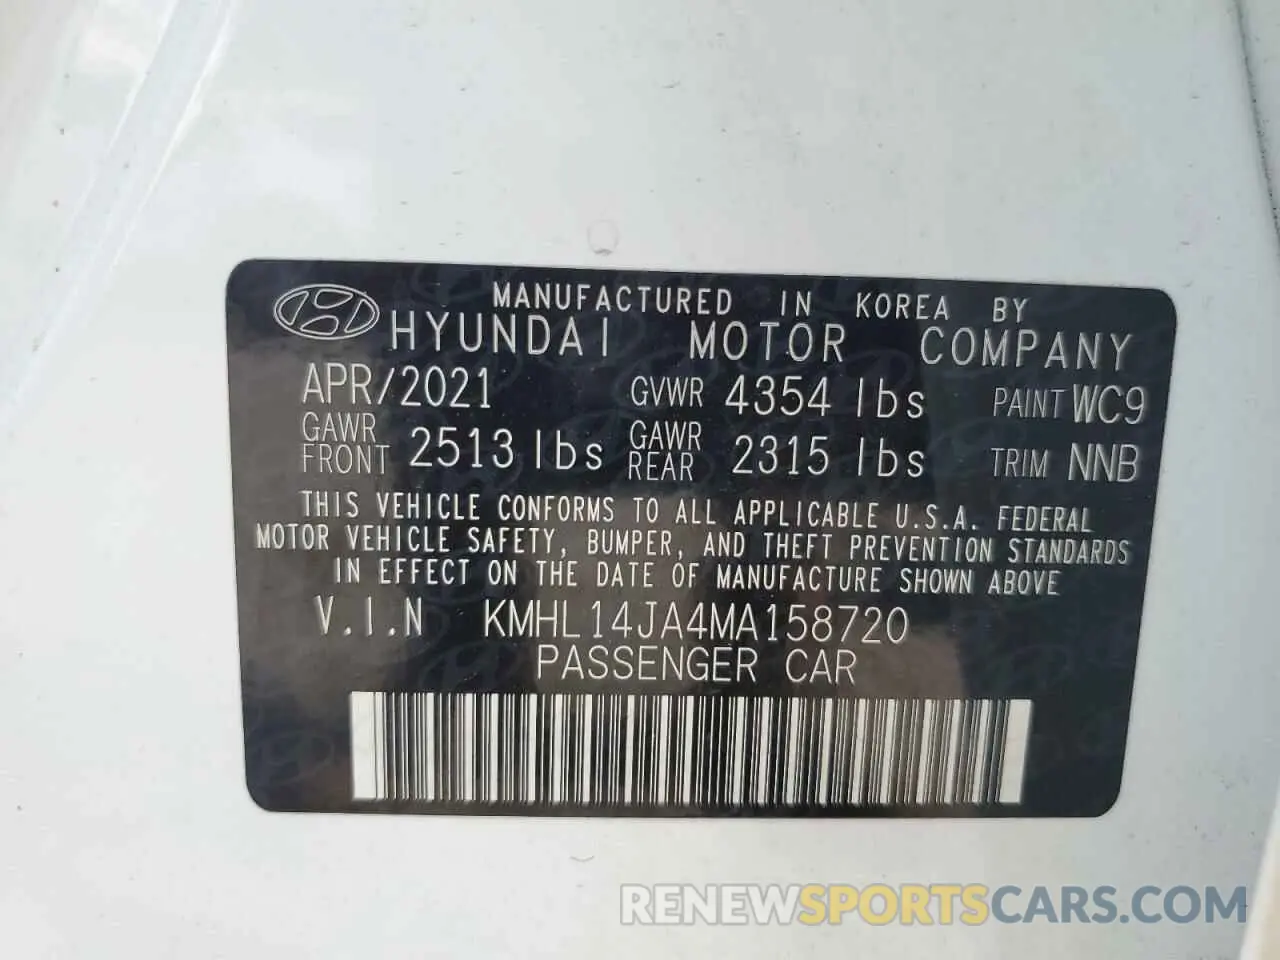 MANUFACTURED IN KOREA BY
HYUNDAI MOTOR COMPANY
APR/2021 GVWR 4354 lbs PAINT WC9
GAWR FRONT 2513 lbs GAWR REAR 2315 lbs TRIM NNB
THIS VEHICLE CONFORMS TO ALL APPLICABLE U.S.A. FEDERAL
MOTOR VEHICLE SAFETY, BUMPER, AND THEFT PREVENTION STANDARDS
IN EFFECT ON THE DATE OF MANUFACTURE SHOWN ABOVE
V.I.N KMHL14JA4MA158720
PASSENGER CAR
RENEWSPORTSCARS.COM